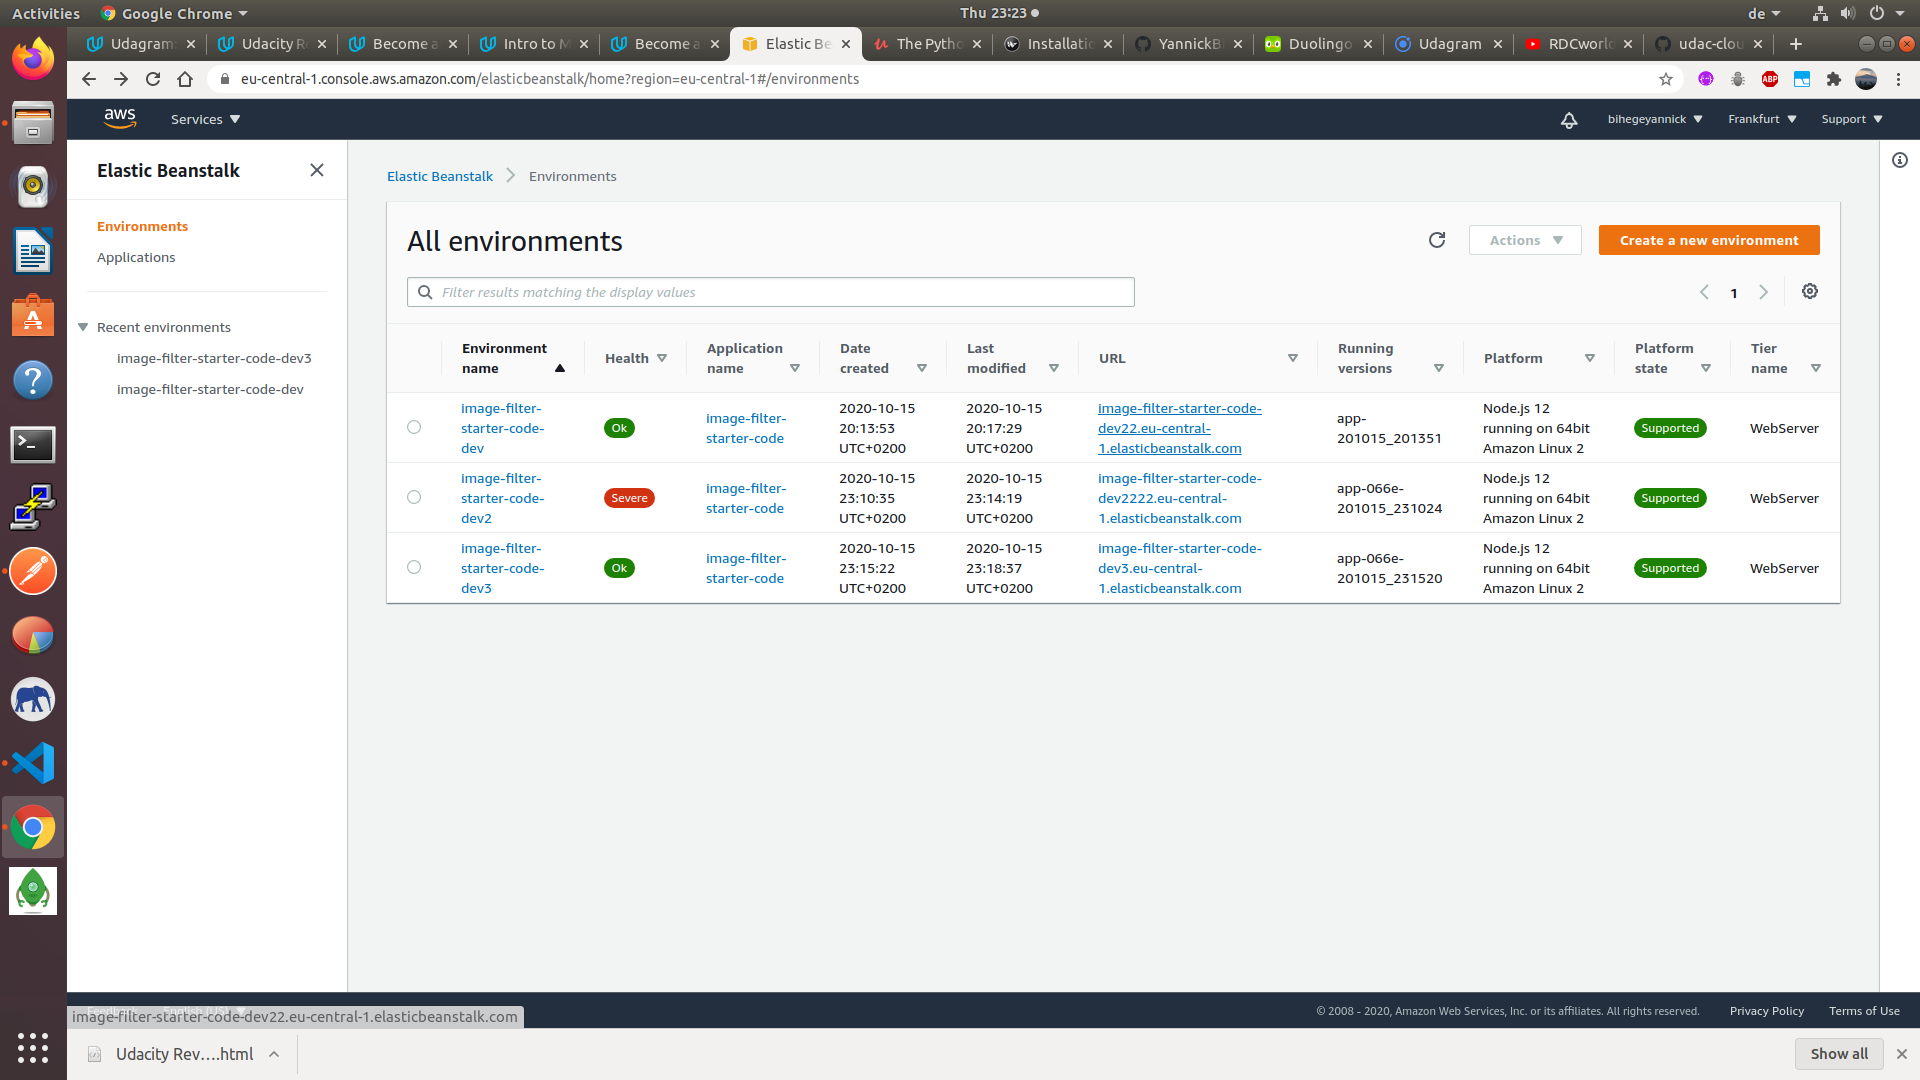 Activities
Google Chrome
Thu 23:23
de
Udagram
Udacity R
Become a
Intro to M
Become a
Elastic Be
The Pytho
Installatio
YannickB
Duolingo
Udagram
RDCworl
udac-clou
eu-central-1.console.aws.amazon.com/elasticbeanstalk/home?region=eu-central-1#/environments
ABP
aws
Services
bihegeyannick
Frankfurt
Support
Elastic Beanstalk
Environments
Applications
Recent environments
image-filter-starter-code-dev3
image-filter-starter-code-dev
Elastic Beanstalk
Environments
All environments
Actions
Create a new environment
Filter results matching the display values
1
Environment name
Health
Application name
Date created
Last modified
URL
Running versions
Platform
Platform state
Tier name
image-filter-starter-code-dev
Ok
image-filter-starter-code
2020-10-15 20:13:53 UTC+0200
2020-10-15 20:17:29 UTC+0200
image-filter-starter-code-dev22.eu-central-1.elasticbeanstalk.com
app-201015_201351
Node.js 12 running on 64bit Amazon Linux 2
Supported
WebServer
image-filter-starter-code-dev2
Severe
image-filter-starter-code
2020-10-15 23:10:35 UTC+0200
2020-10-15 23:14:19 UTC+0200
image-filter-starter-code-dev2222.eu-central-1.elasticbeanstalk.com
app-066e-201015_231024
Node.js 12 running on 64bit Amazon Linux 2
Supported
WebServer
image-filter-starter-code-dev3
Ok
image-filter-starter-code
2020-10-15 23:15:22 UTC+0200
2020-10-15 23:18:37 UTC+0200
image-filter-starter-code-dev3.eu-central-1.elasticbeanstalk.com
app-066e-201015_231520
Node.js 12 running on 64bit Amazon Linux 2
Supported
WebServer
© 2008 - 2020, Amazon Web Services, Inc. or its affiliates. All rights reserved.
Privacy Policy
Terms of Use
image-filter-starter-code-dev22.eu-central-1.elasticbeanstalk.com
Udacity Rev....html
Show all